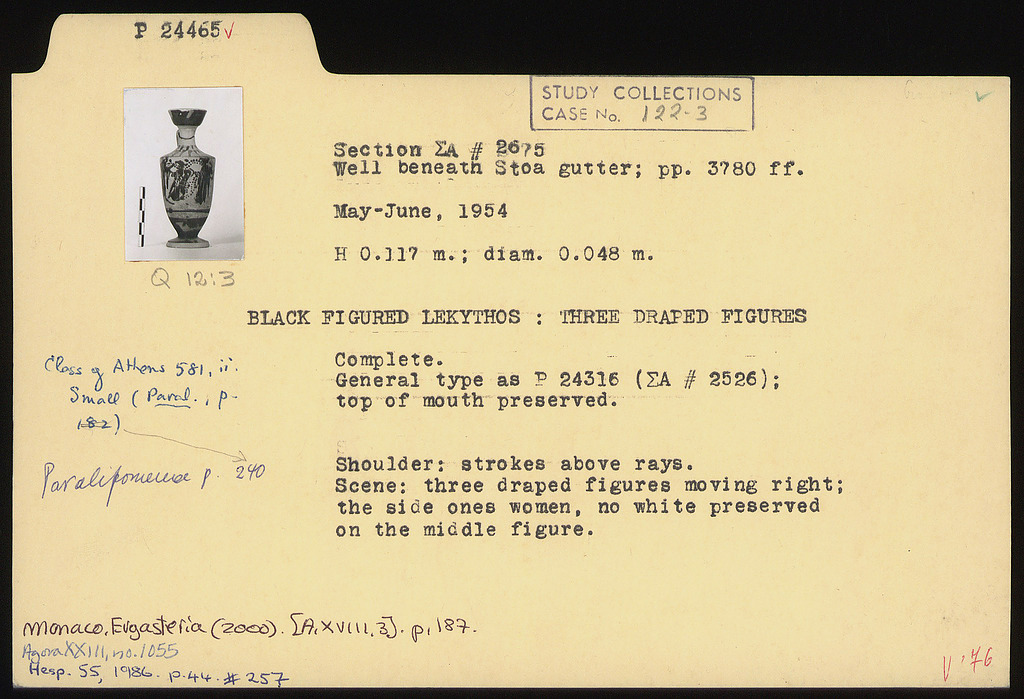 P 24465 ✓
STUDY COLLECTIONS
CASE No. 122-3
Section ΣA # 2675
Well beneath Stoa gutter; pp. 3780 ff.
May-June, 1954
H 0.117 m.; diam. 0.048 m.
Q 12:3
BLACK FIGURED LEKYTHOS : THREE DRAPED FIGURES
Class of Athens 581, ii.
Small (Paral., p.
182)
Paralipomena p. 240
Complete.
General type as P 24316 (ΣA # 2526);
top of mouth preserved.
Shoulder: strokes above rays.
Scene: three draped figures moving right;
the side ones women, no white preserved
on the middle figure.
Monaco, Ergasteria (2000). [A.XVIII, 3]. p. 187.
Agora XXIII, no. 1055
Hesp. 55, 1986. p. 44. # 257
V '76